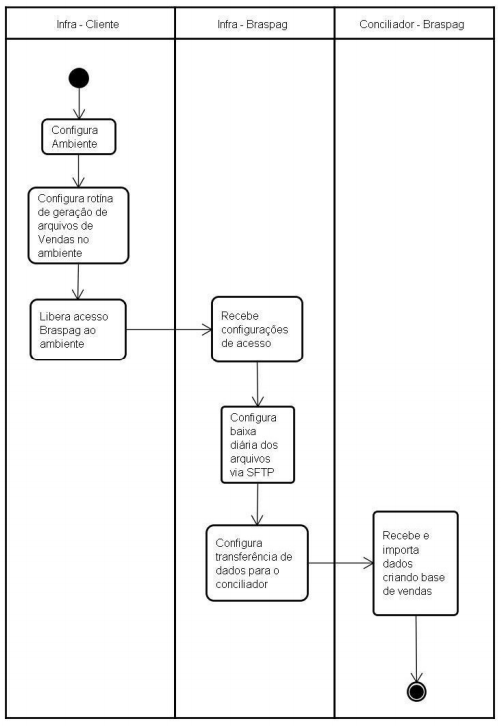 Infra - Cliente
Infra - Braspag
Conciliador - Braspag
Configura
Ambiente
Configura rotína
de geração de
arquivos de
Vendas no
ambiente
Libera acesso
Braspag ao
ambiente
Recebe
configurações
de acesso
Configura
baixa
diária dos
arquivos
via SFTP
Configura
transferência de
dados para o
conciliador
Recebe e
importa
dados
criando base
de vendas